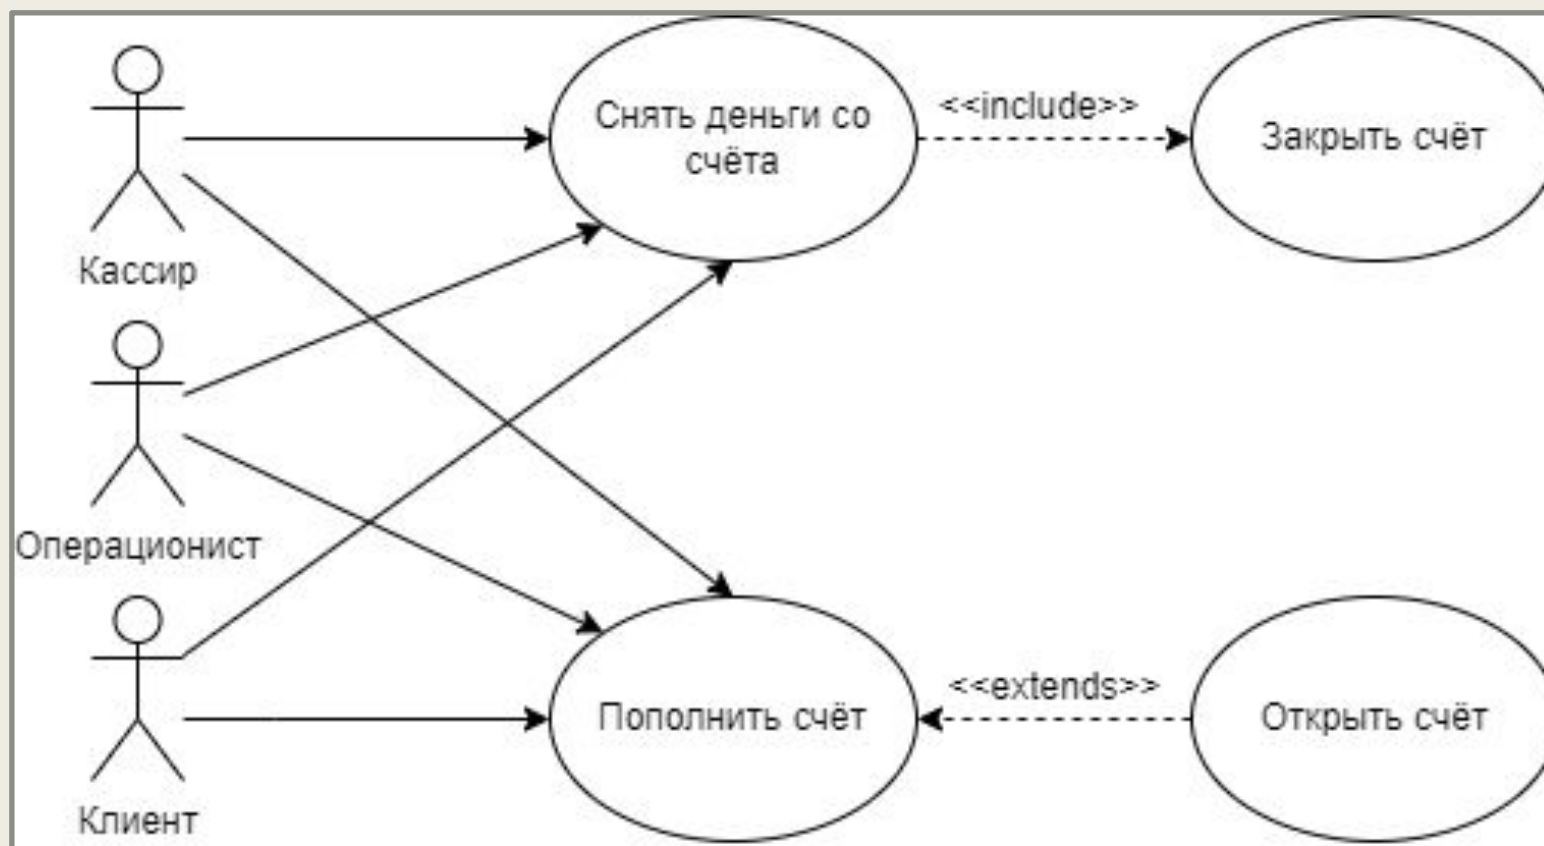 Снять деньги со
счёта
<<include>>
Закрыть счёт
Кассир
Операционист
Клиент
Пополнить счёт
<<extends>>
Открыть счёт